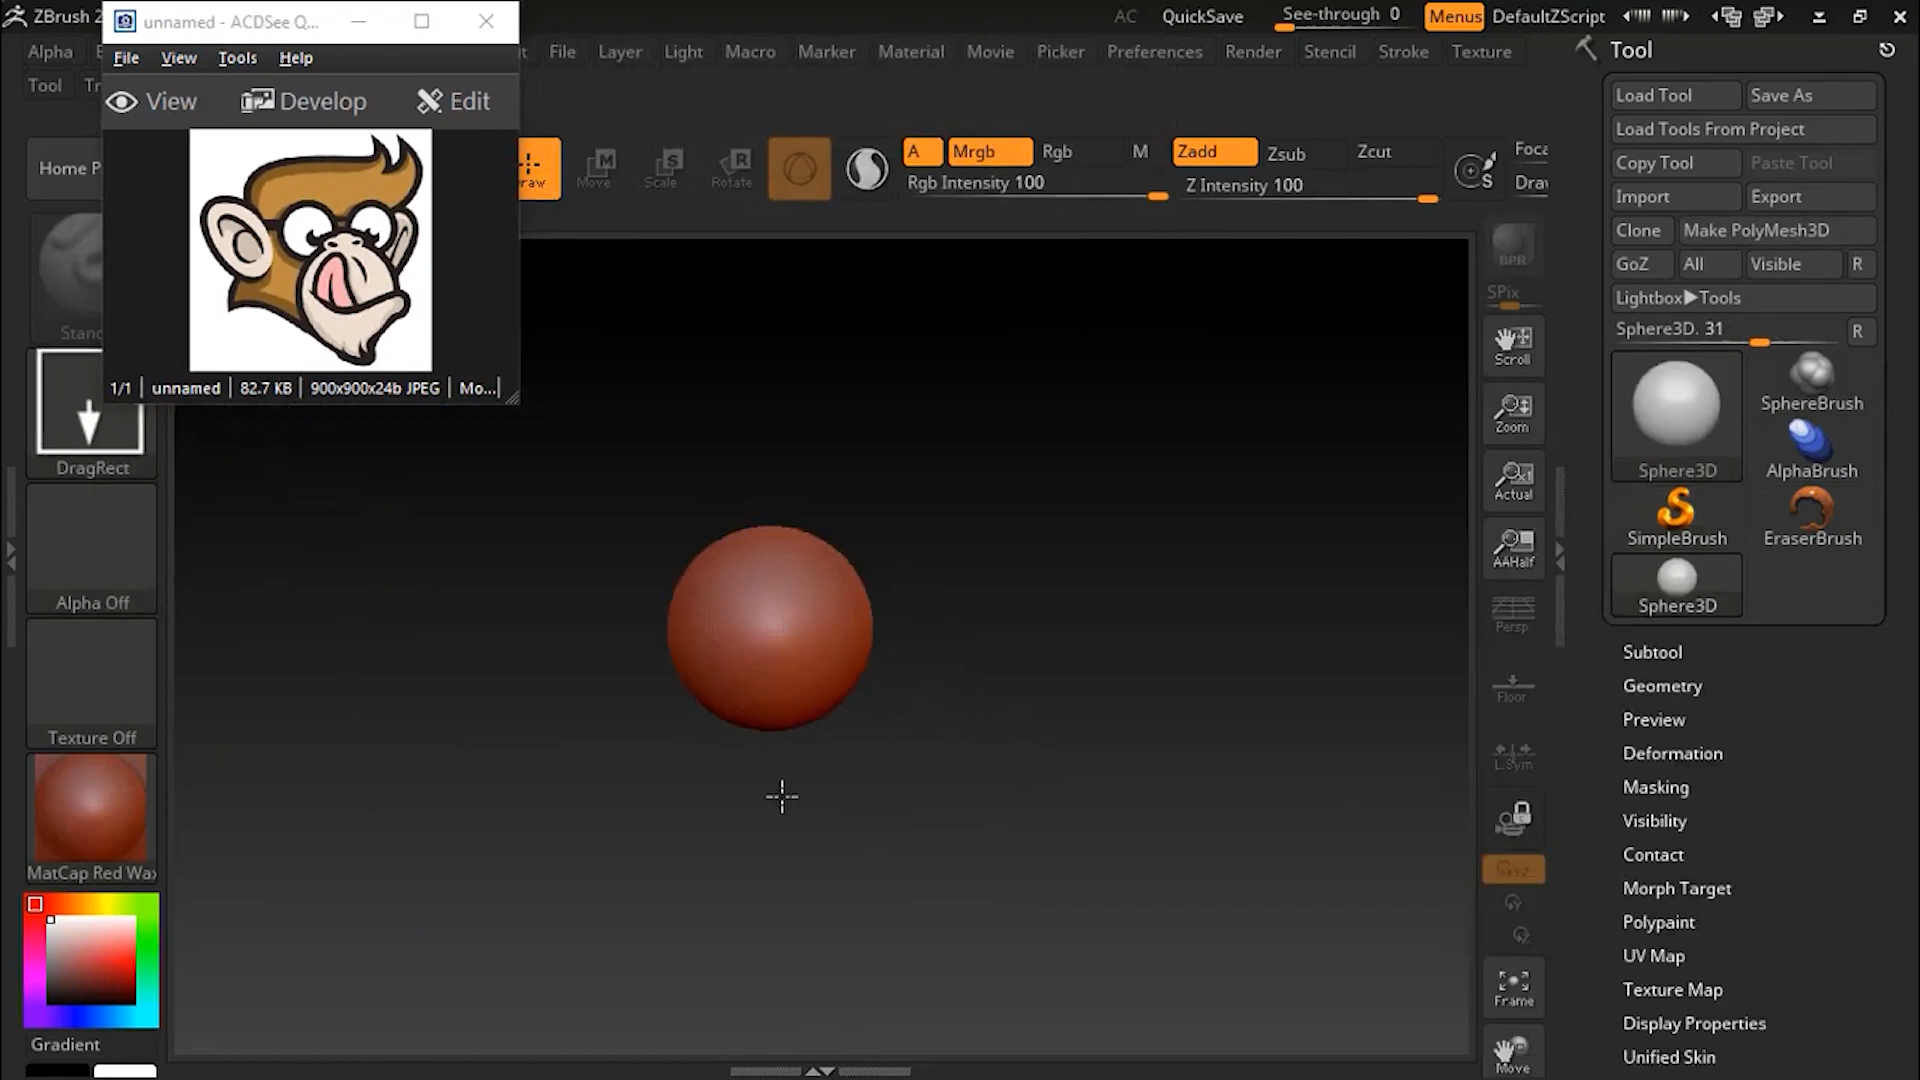 ZBrush 2
unnamed - ACDSee Q...
AC
QuickSave
See-through 0
Menus
DefaultZScript
File
View
Tools
Help
Alpha
File
Layer
Light
Macro
Marker
Material
Movie
Picker
Preferences
Render
Stencil
Stroke
Texture
Tool
View
Develop
Edit
Home P
Move
Scale
Rotate
A
Mrgb
Rgb
M
Rgb Intensity 100
Zadd
Zsub
Zcut
Z Intensity 100
S
Foca
Draw
1/1
unnamed
82.7 KB
900x900x24b JPEG
Mo...
DragRect
Alpha Off
Texture Off
MatCap Red Wax
Gradient
BPR
SPix
Scroll
Zoom
Actual
AAHalf
Persp
Floor
L.Sym
Frame
Move
Tool
Load Tool
Save As
Load Tools From Project
Copy Tool
Paste Tool
Import
Export
Clone
Make PolyMesh3D
GoZ
All
Visible
R
Lightbox▶Tools
Sphere3D. 31
R
Sphere3D
SphereBrush
AlphaBrush
SimpleBrush
EraserBrush
Sphere3D
Subtool
Geometry
Preview
Deformation
Masking
Visibility
Contact
Morph Target
Polypaint
UV Map
Texture Map
Display Properties
Unified Skin